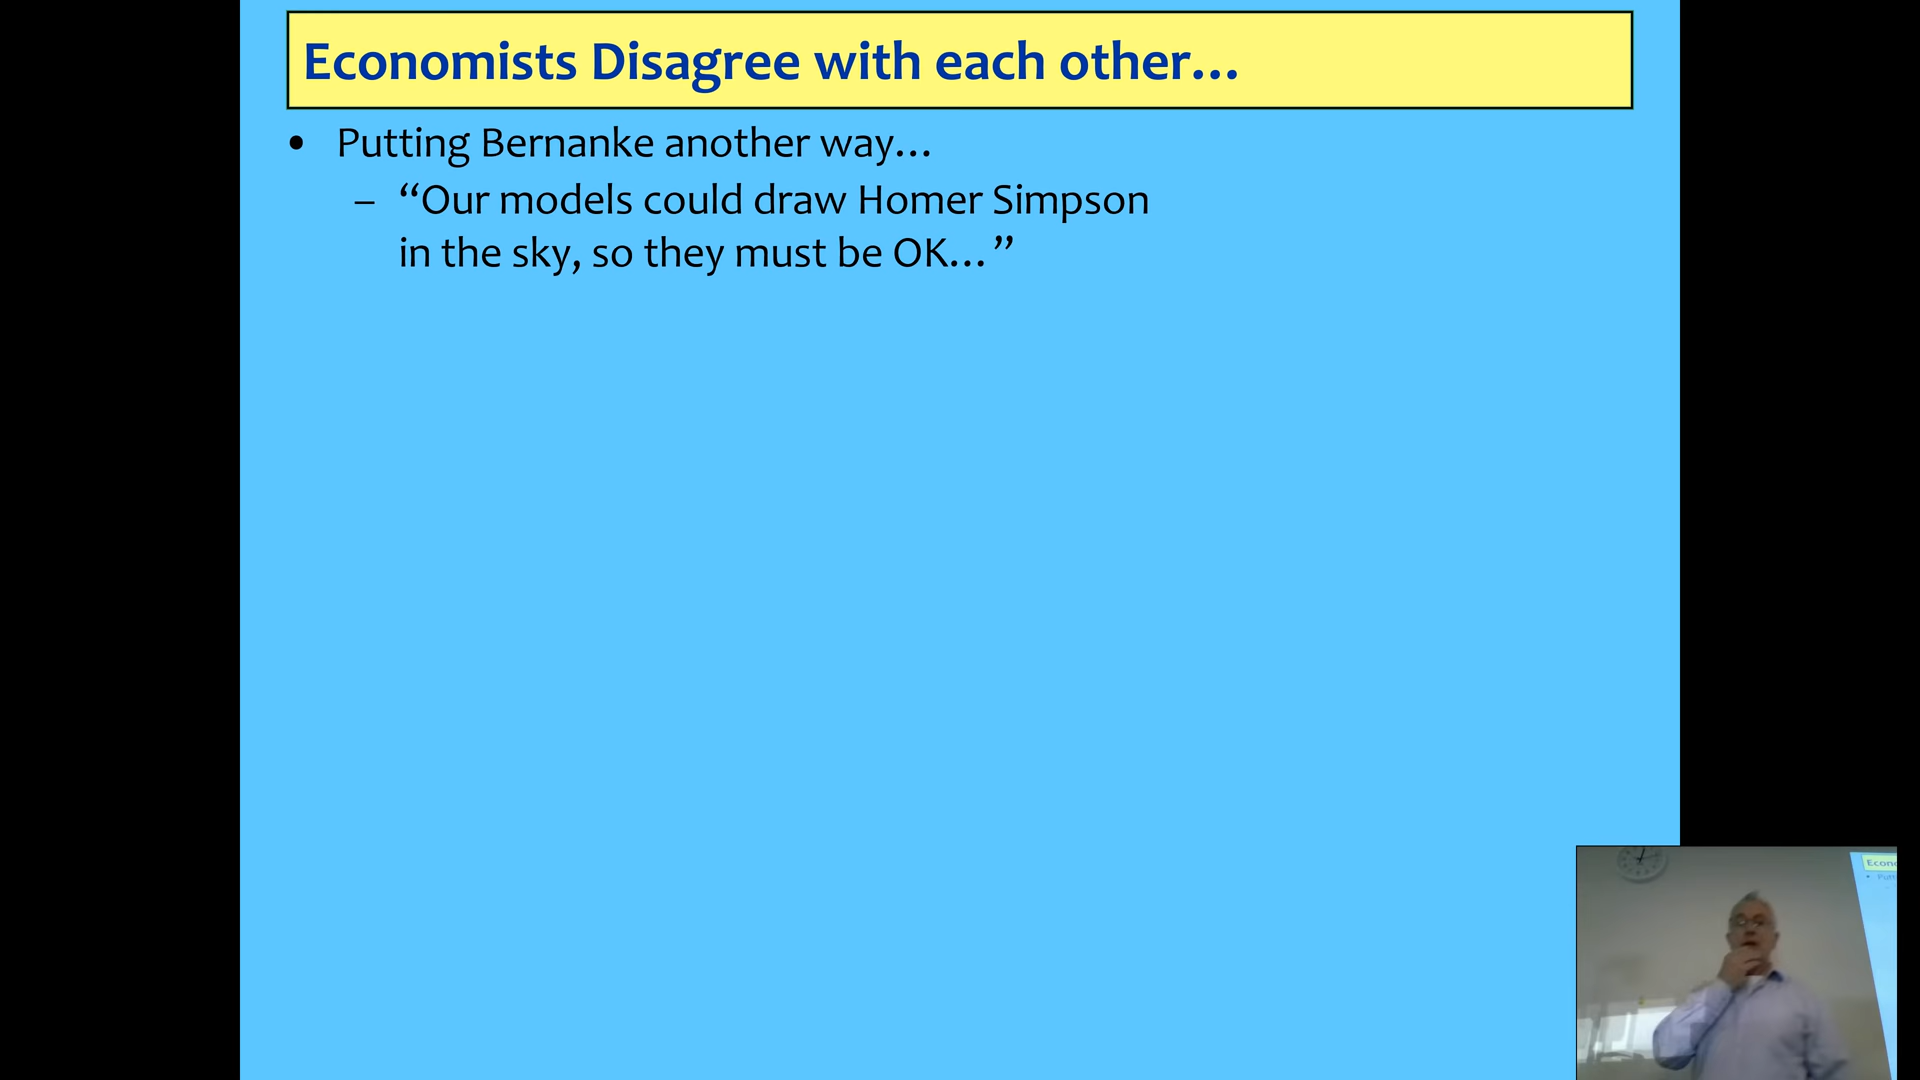 Economists Disagree with each other…
• Putting Bernanke another way…
– “Our models could draw Homer Simpson
in the sky, so they must be OK…”
Econ